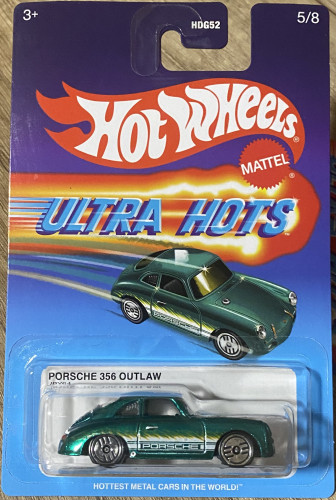 3+
HDG52
5/8
Hot Wheels
MATTEL
ULTRA HOTS
PORSCHE
PORSCHE 356 OUTLAW
PORSCHE
HOTTEST METAL CARS IN THE WORLD!